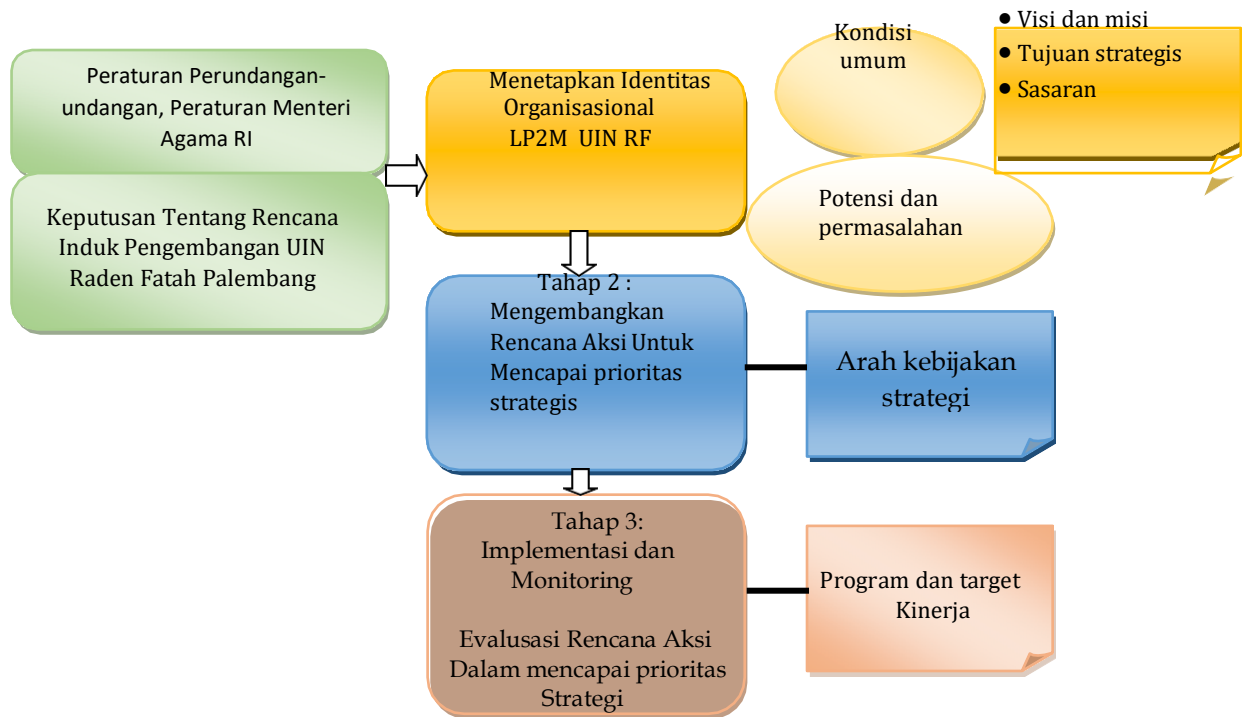 Peraturan Perundangan-
undangan, Peraturan Menteri
Agama RI
Keputusan Tentang Rencana
Induk Pengembangan UIN
Raden Fatah Palembang
Menetapkan Identitas
Organisasional
LP2M UIN RF
Kondisi
umum
• Visi dan misi
• Tujuan strategis
• Sasaran
Potensi dan
permasalahan
Tahap 2 :
Mengembangkan
Rencana Aksi Untuk
Mencapai prioritas
strategis
Arah kebijakan
strategi
Tahap 3:
Implementasi dan
Monitoring
Evalusasi Rencana Aksi
Dalam mencapai prioritas
Strategi
Program dan target
Kinerja